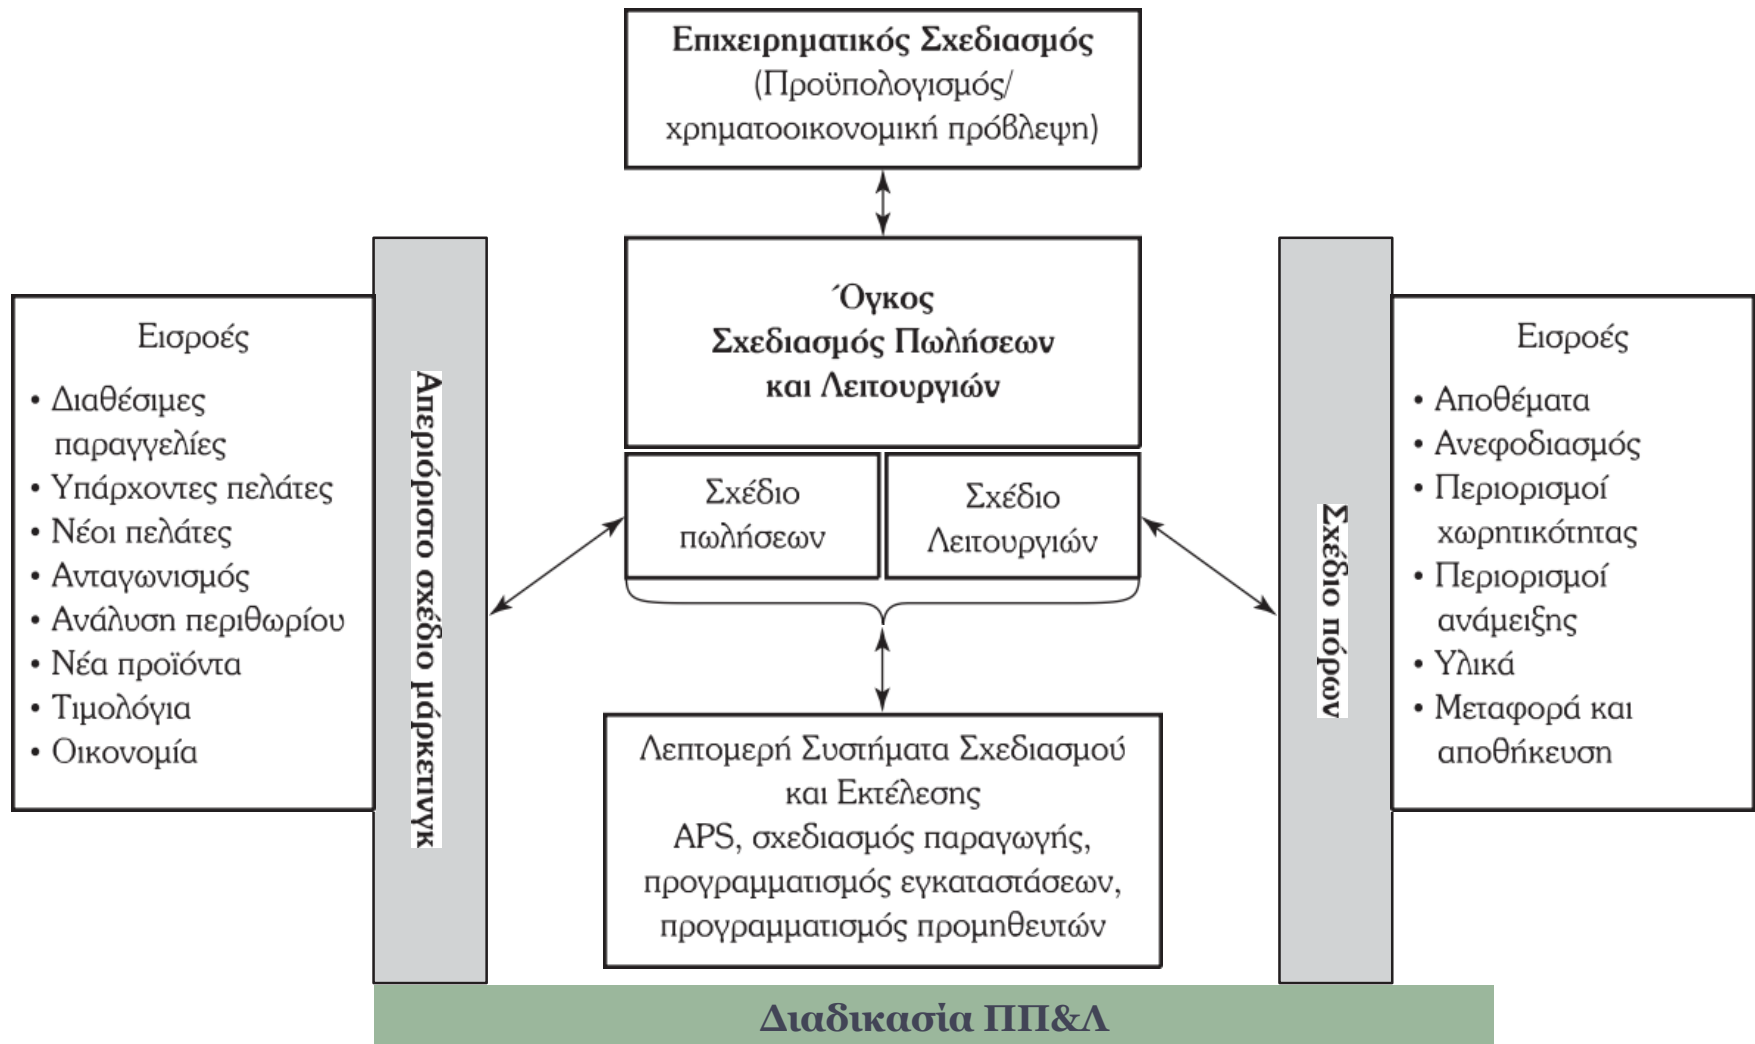 Επιχειρηματικός Σχεδιασμός
(Προϋπολογισμός/
χρηματοοικονομική πρόβλεψη)
Εισροές
• Διαθέσιμες
παραγγελίες
• Υπάρχοντες πελάτες
• Νέοι πελάτες
• Ανταγωνισμός
• Ανάλυση περιθωρίου
• Νέα προϊόντα
• Τιμολόγια
• Οικονομία
Απεριόριστο σχέδιο μάρκετινγκ
Όγκος
Σχεδιασμός Πωλήσεων
και Λειτουργιών
Σχέδιο
πωλήσεων
Σχέδιο
Λειτουργιών
Λεπτομερή Συστήματα Σχεδιασμού
και Εκτέλεσης
APS, σχεδιασμός παραγωγής,
προγραμματισμός εγκαταστάσεων,
προγραμματισμός προμηθευτών
Σχέδιο πόρων
Εισροές
• Αποθέματα
• Ανεφοδιασμός
• Περιορισμοί
χωρητικότητας
• Περιορισμοί
ανάμειξης
• Υλικά
• Μεταφορά και
αποθήκευση
Διαδικασία ΠΠ&Λ